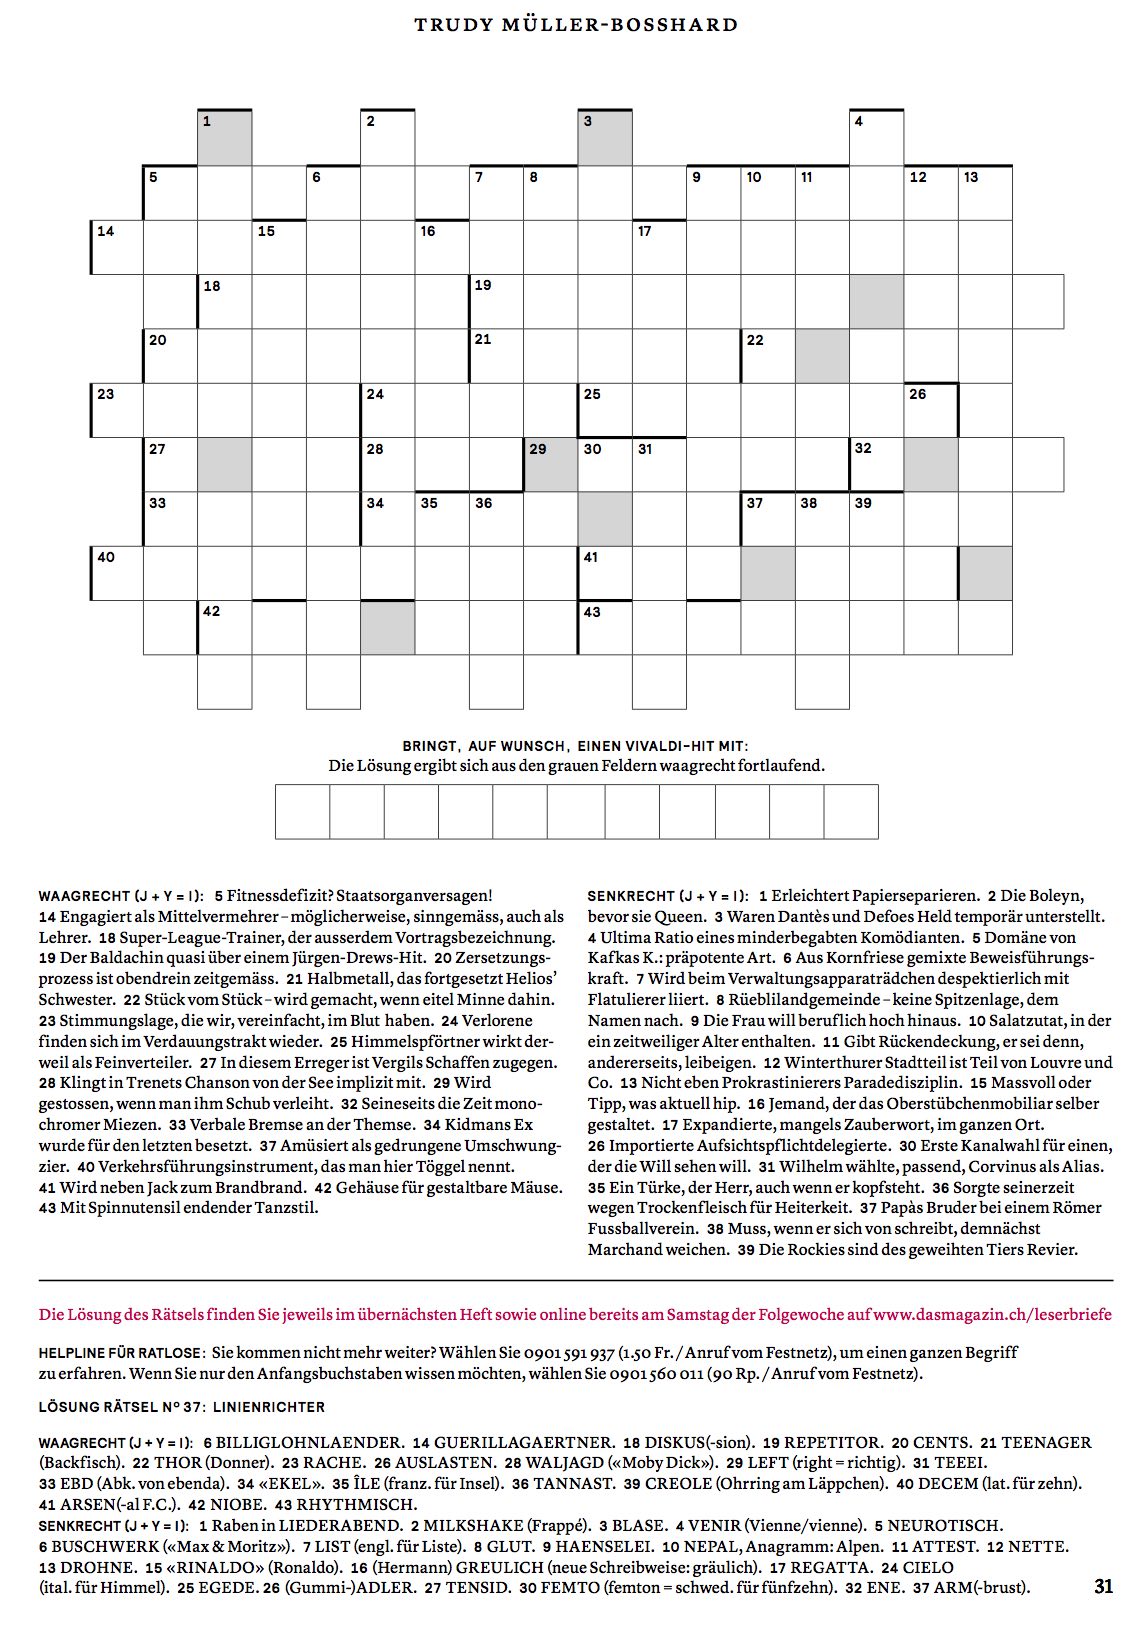 TRUDY MÜLLER-BOSSHARD
1 2 3 4
5 6 7 8 9 10 11 12 13
14 15 16 17
18 19
20 21 22
23 24 25 26
27 28 29 30 31 32
33 34 35 36 37 38 39
40 41
42 43
BRINGT, AUF WUNSCH, EINEN VIVALDI-HIT MIT:
Die Lösung ergibt sich aus den grauen Feldern waagrecht fortlaufend.
WAAGRECHT (J + Y = I): 5 Fitnessdefizit? Staatsorganversagen!
14 Engagiert als Mittelvermehrer – möglicherweise, sinngemäss, auch als
Lehrer. 18 Super-League-Trainer, der ausserdem Vortragsbezeichnung.
19 Der Baldachin quasi über einem Jürgen-Drews-Hit. 20 Zersetzungs-
prozess ist obendrein zeitgemäss. 21 Halbmetall, das fortgesetzt Helios’
Schwester. 22 Stück vom Stück – wird gemacht, wenn eitel Minne dahin.
23 Stimmungslage, die wir, vereinfacht, im Blut haben. 24 Verlorene
finden sich im Verdauungstrakt wieder. 25 Himmelspförtner wirkt der-
weil als Feinverteiler. 27 In diesem Erreger ist Vergils Schaffen zugegen.
28 Klingt in Trenets Chanson von der See implizit mit. 29 Wird
gestossen, wenn man ihm Schub verleiht. 32 Seineseits die Zeit mono-
chromer Miezen. 33 Verbale Bremse an der Themse. 34 Kidmans Ex
wurde für den letzten besetzt. 37 Amüsiert als gedrungene Umschwung-
zier. 40 Verkehrsführungsinstrument, das man hier Töggel nennt.
41 Wird neben Jack zum Brandbrand. 42 Gehäuse für gestaltbare Mäuse.
43 Mit Spinnutensil endender Tanzstil.
SENKRECHT (J + Y = I): 1 Erleichtert Papierseparieren. 2 Die Boleyn,
bevor sie Queen. 3 Waren Dantès und Defoes Held temporär unterstellt.
4 Ultima Ratio eines minderbegabten Komödianten. 5 Domäne von
Kafkas K.: präpotente Art. 6 Aus Kornfriese gemixte Beweisführungs-
kraft. 7 Wird beim Verwaltungsapparaträdchen despektierlich mit
Flatulierer liiert. 8 Rüeblilandgemeinde – keine Spitzenlage, dem
Namen nach. 9 Die Frau will beruflich hoch hinaus. 10 Salatzutat, in der
ein zeitweiliger Alter enthalten. 11 Gibt Rückendeckung, er sei denn,
andererseits, leibeigen. 12 Winterthurer Stadtteil ist Teil von Louvre und
Co. 13 Nicht eben Prokrastinierers Paradedisziplin. 15 Massvoll oder
Tipp, was aktuell hip. 16 Jemand, der das Oberstübchenmobiliar selber
gestaltet. 17 Expandierte, mangels Zauberwort, im ganzen Ort.
26 Importierte Aufsichtspflichtdelegierte. 30 Erste Kanalwahl für einen,
der die Will sehen will. 31 Wilhelm wählte, passend, Corvinus als Alias.
35 Ein Türke, der Herr, auch wenn er kopfsteht. 36 Sorgte seinerzeit
wegen Trockenfleisch für Heiterkeit. 37 Papàs Bruder bei einem Römer
Fussballverein. 38 Muss, wenn er sich von schreibt, demnächst
Marchand weichen. 39 Die Rockies sind des geweihten Tiers Revier.
Die Lösung des Rätsels finden Sie jeweils im übernächsten Heft sowie online bereits am Samstag der Folgewoche auf www.dasmagazin.ch/leserbriefe
HELPLINE FÜR RATLOSE: Sie kommen nicht mehr weiter? Wählen Sie 0901 591 937 (1.50 Fr. / Anruf vom Festnetz), um einen ganzen Begriff
zu erfahren. Wenn Sie nur den Anfangsbuchstaben wissen möchten, wählen Sie 0901 560 011 (90 Rp. / Anruf vom Festnetz).
LÖSUNG RÄTSEL Nº 37: LINIENRICHTER
WAAGRECHT (J + Y = I): 6 BILLIGLOHNLAENDER. 14 GUERILLAGAERTNER. 18 DISKUS(-sion). 19 REPETITOR. 20 CENTS. 21 TEENAGER
(Backfisch). 22 THOR (Donner). 23 RACHE. 26 AUSLASTEN. 28 WALJAGD («Moby Dick»). 29 LEFT (right = richtig). 31 TEEEI.
33 EBD (Abk. von ebenda). 34 «EKEL». 35 ÎLE (franz. für Insel). 36 TANNAST. 39 CREOLE (Ohrring am Läppchen). 40 DECEM (lat. für zehn).
41 ARSEN(-al F.C.). 42 NIOBE. 43 RHYTHMISCH.
SENKRECHT (J + Y = I): 1 Raben in LIEDERABEND. 2 MILKSHAKE (Frappé). 3 BLASE. 4 VENIR (Vienne/vienne). 5 NEUROTISCH.
6 BUSCHWERK («Max & Moritz»). 7 LIST (engl. für Liste). 8 GLUT. 9 HAENSELEI. 10 NEPAL, Anagramm: Alpen. 11 ATTEST. 12 NETTE.
13 DROHNE. 15 «RINALDO» (Ronaldo). 16 (Hermann) GREULICH (neue Schreibweise: gräulich). 17 REGATTA. 24 CIELO
(ital. für Himmel). 25 EGEDE. 26 (Gummi-)ADLER. 27 TENSID. 30 FEMTO (femton = schwed. für fünfzehn). 32 ENE. 37 ARM(-brust).
31